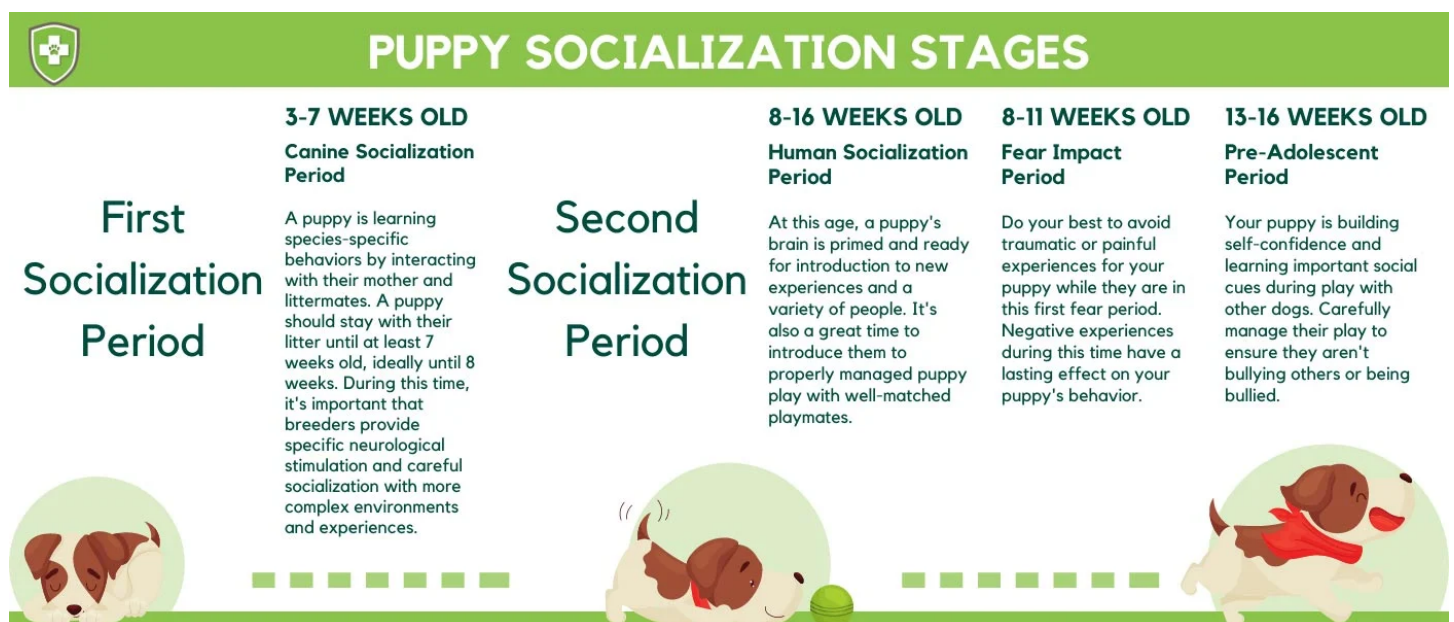 PUPPY SOCIALIZATION STAGES
First
Socialization
Period
3-7 WEEKS OLD
Canine Socialization
Period
A puppy is learning
species-specific
behaviors by interacting
with their mother and
littermates. A puppy
should stay with their
litter until at least 7
weeks old, ideally until 8
weeks. During this time,
it's important that
breeders provide
specific neurological
stimulation and careful
socialization with more
complex environments
and experiences.
Second
Socialization
Period
8-16 WEEKS OLD
Human Socialization
Period
At this age, a puppy's
brain is primed and ready
for introduction to new
experiences and a
variety of people. It's
also a great time to
introduce them to
properly managed puppy
play with well-matched
playmates.
8-11 WEEKS OLD
Fear Impact
Period
Do your best to avoid
traumatic or painful
experiences for your
puppy while they are in
this first fear period.
Negative experiences
during this time have a
lasting effect on your
puppy's behavior.
13-16 WEEKS OLD
Pre-Adolescent
Period
Your puppy is building
self-confidence and
learning important social
cues during play with
other dogs. Carefully
manage their play to
ensure they aren't
bullying others or being
bullied.